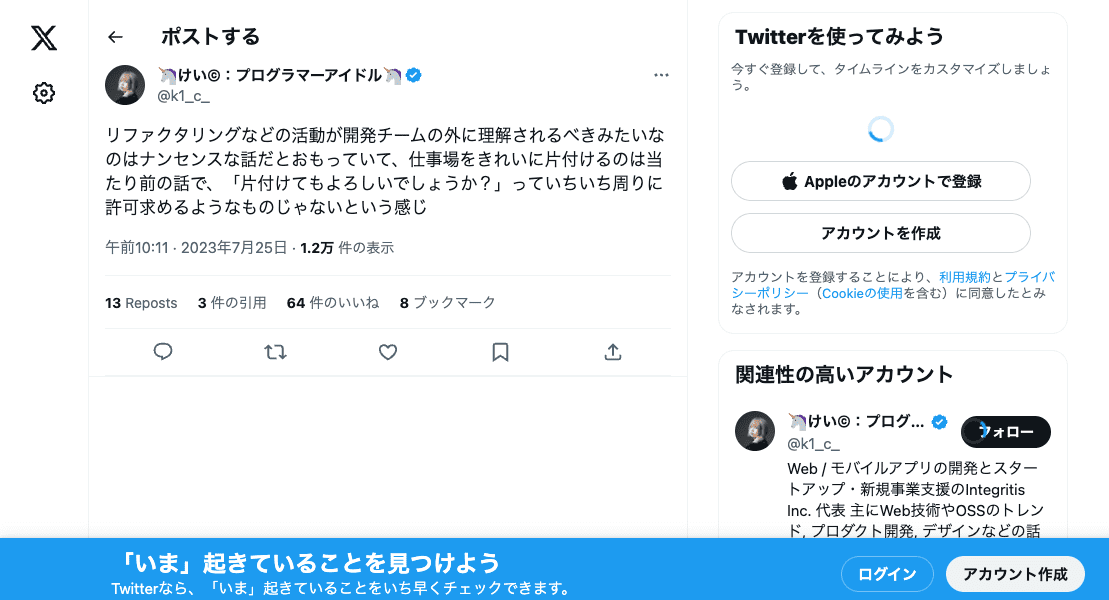 ポストする
🦄けい©：プログラマーアイドル🦄
@k1_c_
リファクタリングなどの活動が開発チームの外に理解されるべきみたいな
のはナンセンスな話だとおもっていて、仕事場をきれいに片付けるのは当
たり前の話で、「片付けてもよろしいでしょうか？」っていちいち周りに
許可求めるようなものじゃないという感じ
午前10:11 · 2023年7月25日 · 1.2万 件の表示
13 Reposts 3 件の引用 64 件のいいね 8 ブックマーク
Twitterを使ってみよう
今すぐ登録して、タイムラインをカスタマイズしましょ
う。
Appleのアカウントで登録
アカウントを作成
アカウントを登録することにより、利用規約とプライバ
シーポリシー（Cookieの使用を含む）に同意したとみ
なされます。
関連性の高いアカウント
🦄けい©：プログ...
@k1_c_
フォロー
Web / モバイルアプリの開発とスター
トアップ・新規事業支援のIntegritis
Inc. 代表 主にWeb技術やOSSのトレン
ド, プロダクト開発, デザインなどの話
「いま」起きていることを見つけよう
Twitterなら、「いま」起きていることをいち早くチェックできます。
ログイン
アカウント作成